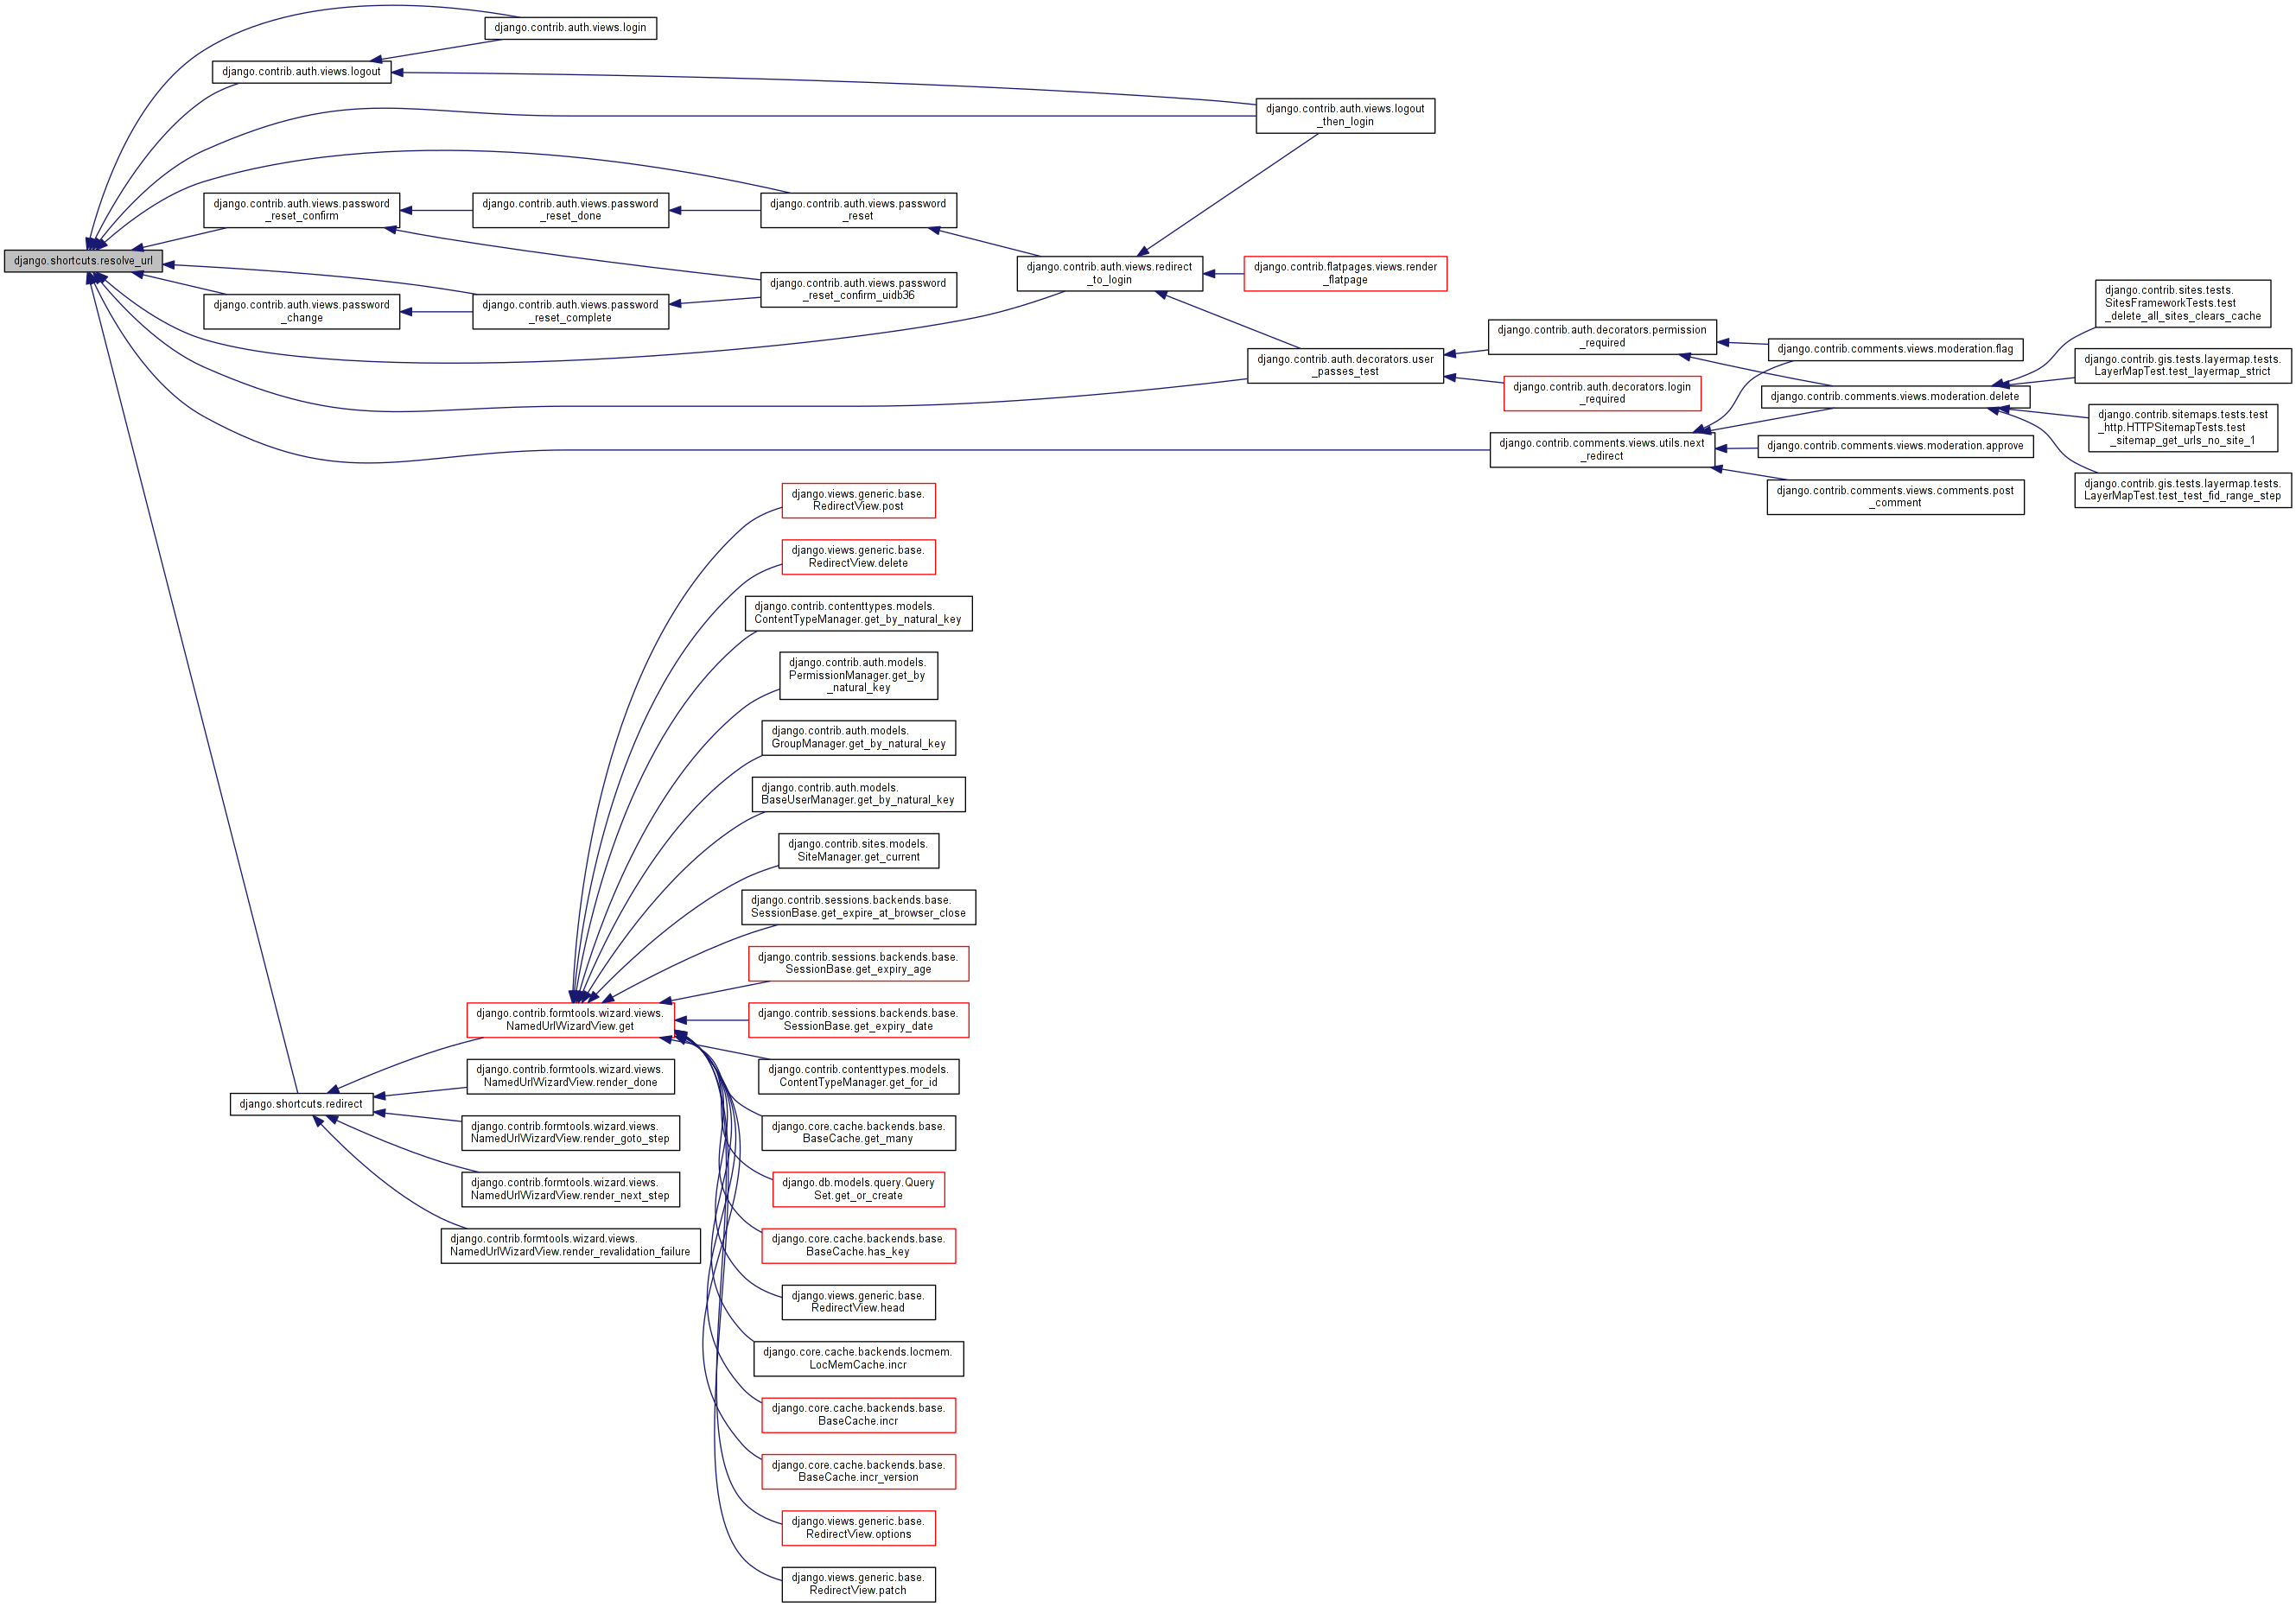 django.contrib.auth.views.login
django.contrib.auth.views.logout
django.contrib.auth.views.logout
_then_login
django.contrib.auth.views.password
_reset_confirm
django.contrib.auth.views.password
_reset_done
django.contrib.auth.views.password
_reset
django.shortcuts.resolve_url
django.contrib.auth.views.redirect
_to_login
django.contrib.flatpages.views.render
_flatpage
django.contrib.auth.views.password
_reset_confirm_uidb36
django.contrib.auth.views.password
_change
django.contrib.auth.views.password
_reset_complete
django.contrib.sites.tests.
SitesFrameworkTests.test
_delete_all_sites_clears_cache
django.contrib.auth.decorators.permission
_required
django.contrib.comments.views.moderation.flag
django.contrib.auth.decorators.user
_passes_test
django.contrib.gis.tests.layermap.tests.
LayerMapTest.test_layermap_strict
django.contrib.auth.decorators.login
_required
django.contrib.comments.views.moderation.delete
django.contrib.sitemaps.tests.test
_http.HTTPSitemapTests.test
_sitemap_get_urls_no_site_1
django.contrib.comments.views.utils.next
_redirect
django.contrib.comments.views.moderation.approve
django.contrib.gis.tests.layermap.tests.
LayerMapTest.test_test_fid_range_step
django.contrib.comments.views.comments.post
_comment
django.views.generic.base.
RedirectView.post
django.views.generic.base.
RedirectView.delete
django.contrib.contenttypes.models.
ContentTypeManager.get_by_natural_key
django.contrib.auth.models.
PermissionManager.get_by
_natural_key
django.contrib.auth.models.
GroupManager.get_by_natural_key
django.contrib.auth.models.
BaseUserManager.get_by_natural_key
django.contrib.sites.models.
SiteManager.get_current
django.contrib.sessions.backends.base.
SessionBase.get_expire_at_browser_close
django.contrib.sessions.backends.base.
SessionBase.get_expiry_age
django.contrib.formtools.wizard.views.
NamedUrlWizardView.get
django.contrib.sessions.backends.base.
SessionBase.get_expiry_date
django.contrib.formtools.wizard.views.
NamedUrlWizardView.render_done
django.contrib.contenttypes.models.
ContentTypeManager.get_for_id
django.shortcuts.redirect
django.contrib.formtools.wizard.views.
NamedUrlWizardView.render_goto_step
django.core.cache.backends.base.
BaseCache.get_many
django.contrib.formtools.wizard.views.
NamedUrlWizardView.render_next_step
django.db.models.query.Query
Set.get_or_create
django.contrib.formtools.wizard.views.
NamedUrlWizardView.render_revalidation_failure
django.core.cache.backends.base.
BaseCache.has_key
django.views.generic.base.
RedirectView.head
django.core.cache.backends.locmem.
LocMemCache.incr
django.core.cache.backends.base.
BaseCache.incr
django.core.cache.backends.base.
BaseCache.incr_version
django.views.generic.base.
RedirectView.options
django.views.generic.base.
RedirectView.patch